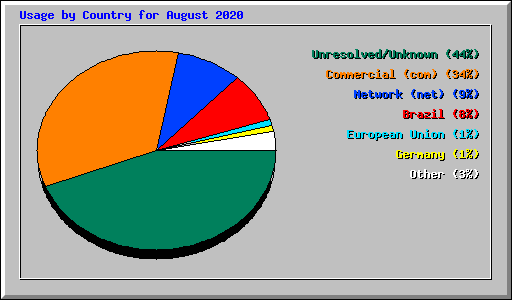 Usage by Country for August 2020
Unresolved/Unknown (44%)
Commercial (com) (34%)
Network (net) (9%)
Brazil (8%)
European Union (1%)
Germany (1%)
Other (3%)